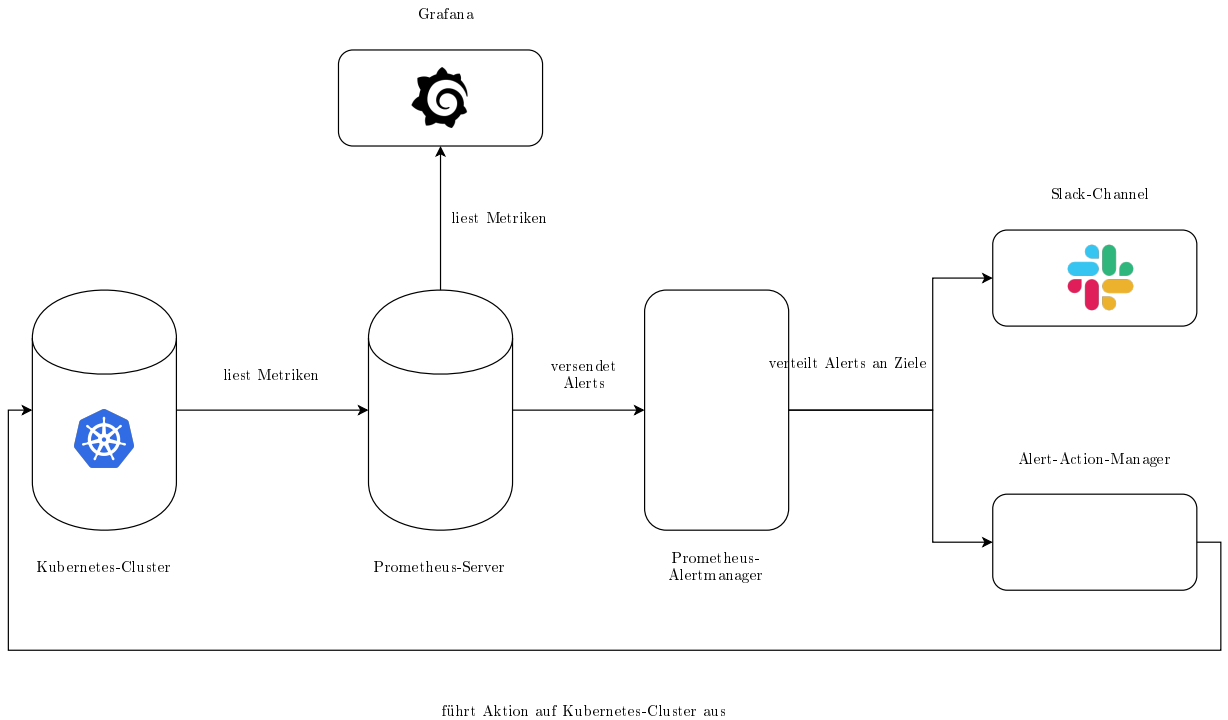 Grafana
liest Metriken
Slack-Channel
liest Metriken
versendet
Alerts
verteilt Alerts an Ziele
Alert-Action-Manager
Kubernetes-Cluster
Prometheus-Server
Prometheus-
Alertmanager
führt Aktion auf Kubernetes-Cluster aus